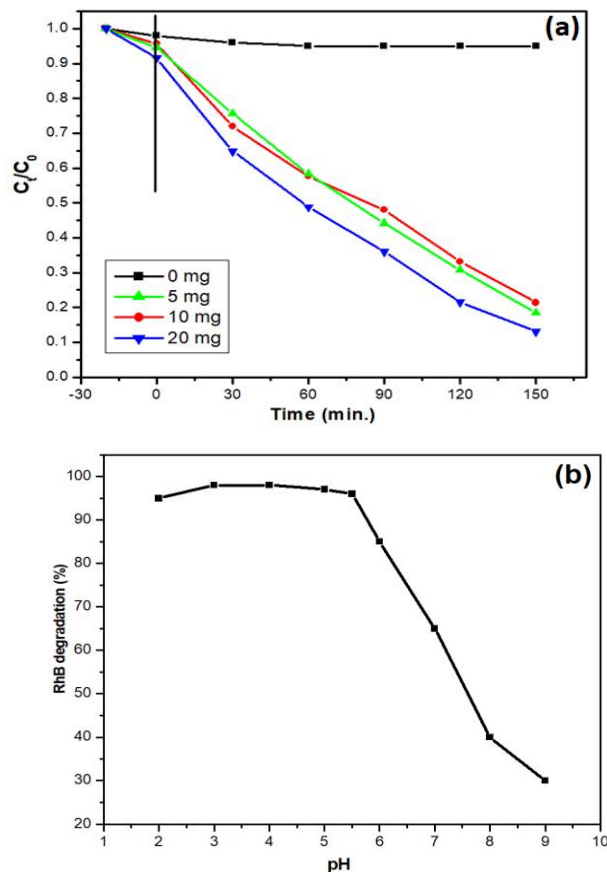 (a)
1.0
0.9
0.8
0.7
0.6
0.5
0.4
0.3
0.2
0.1
0.0
Ct/C0
0 mg
5 mg
10 mg
20 mg
-30 0 30 60 90 120 150
Time (min.)
(b)
100
90
80
70
60
50
40
30
20
RhB degradation (%)
1 2 3 4 5 6 7 8 9 10
pH